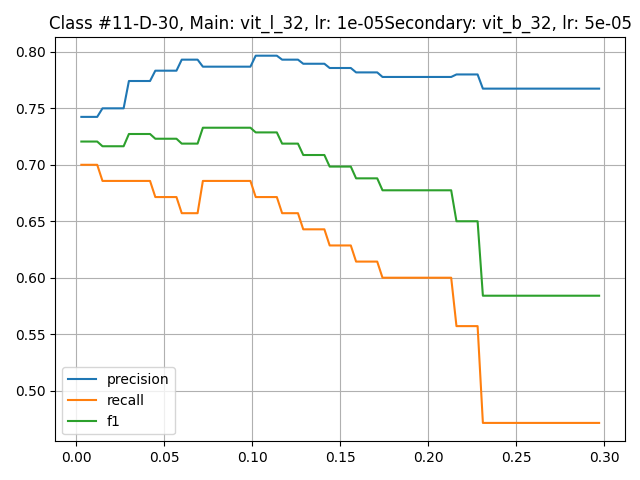 Class #11-D-30, Main: vit_l_32, lr: 1e-05Secondary: vit_b_32, lr: 5e-05
0.80
0.75
0.70
0.65
0.60
0.55
0.50
precision
recall
f1
0.00 0.05 0.10 0.15 0.20 0.25 0.30